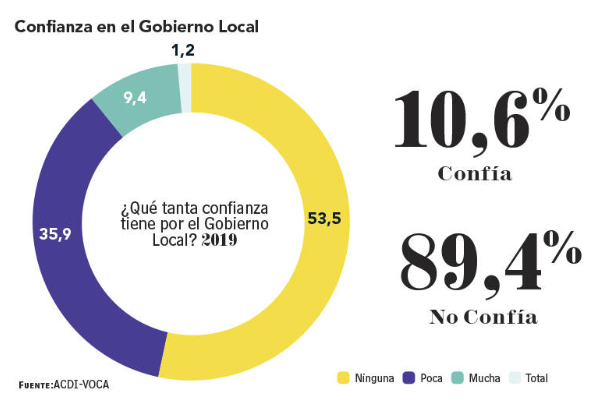 Confianza en el Gobierno Local
1,2
9,4
35,9
53,5
¿Qué tanta confianza
tiene por el Gobierno
Local? 2019
10,6%
Confía
89,4%
No Confía
Ninguna Poca Mucha Total
FUENTE:ACDI-VOCA